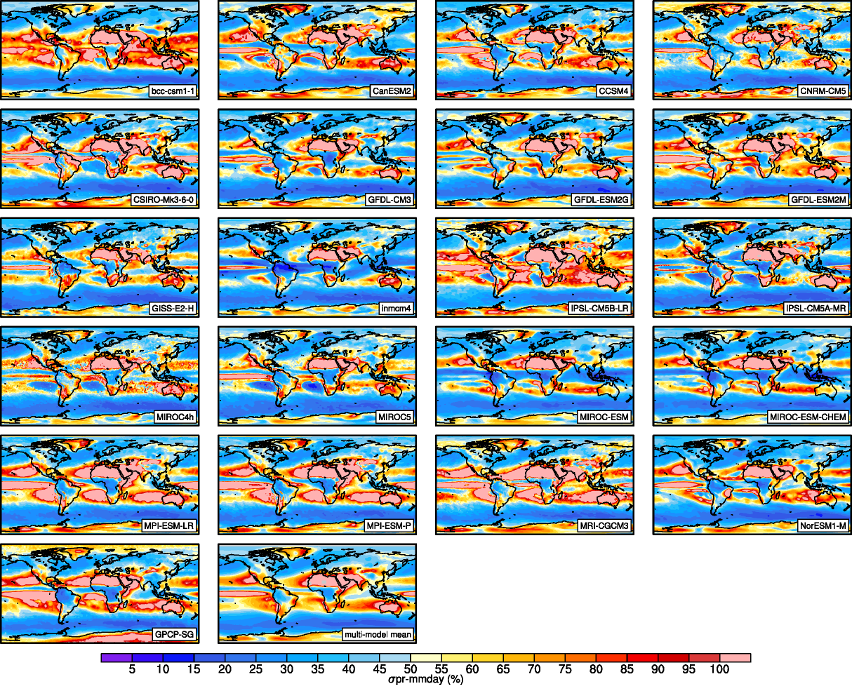 bcc-csm1-1
CanESM2
CCSM4
CNRM-CM5
CSIRO-Mk3-6-0
GFDL-CM3
GFDL-ESM2G
GFDL-ESM2M
GISS-E2-H
inmcm4
IPSL-CM5B-LR
IPSL-CM5A-MR
MIROC4h
MIROC5
MIROC-ESM
MIROC-ESM-CHEM
MPI-ESM-LR
MPI-ESM-P
MRI-CGCM3
NorESM1-M
GPCP-SG
multi-model mean
5 10 15 20 25 30 35 40 45 50 55 60 65 70 75 80 85 90 95 100
σpr-mmday (%)